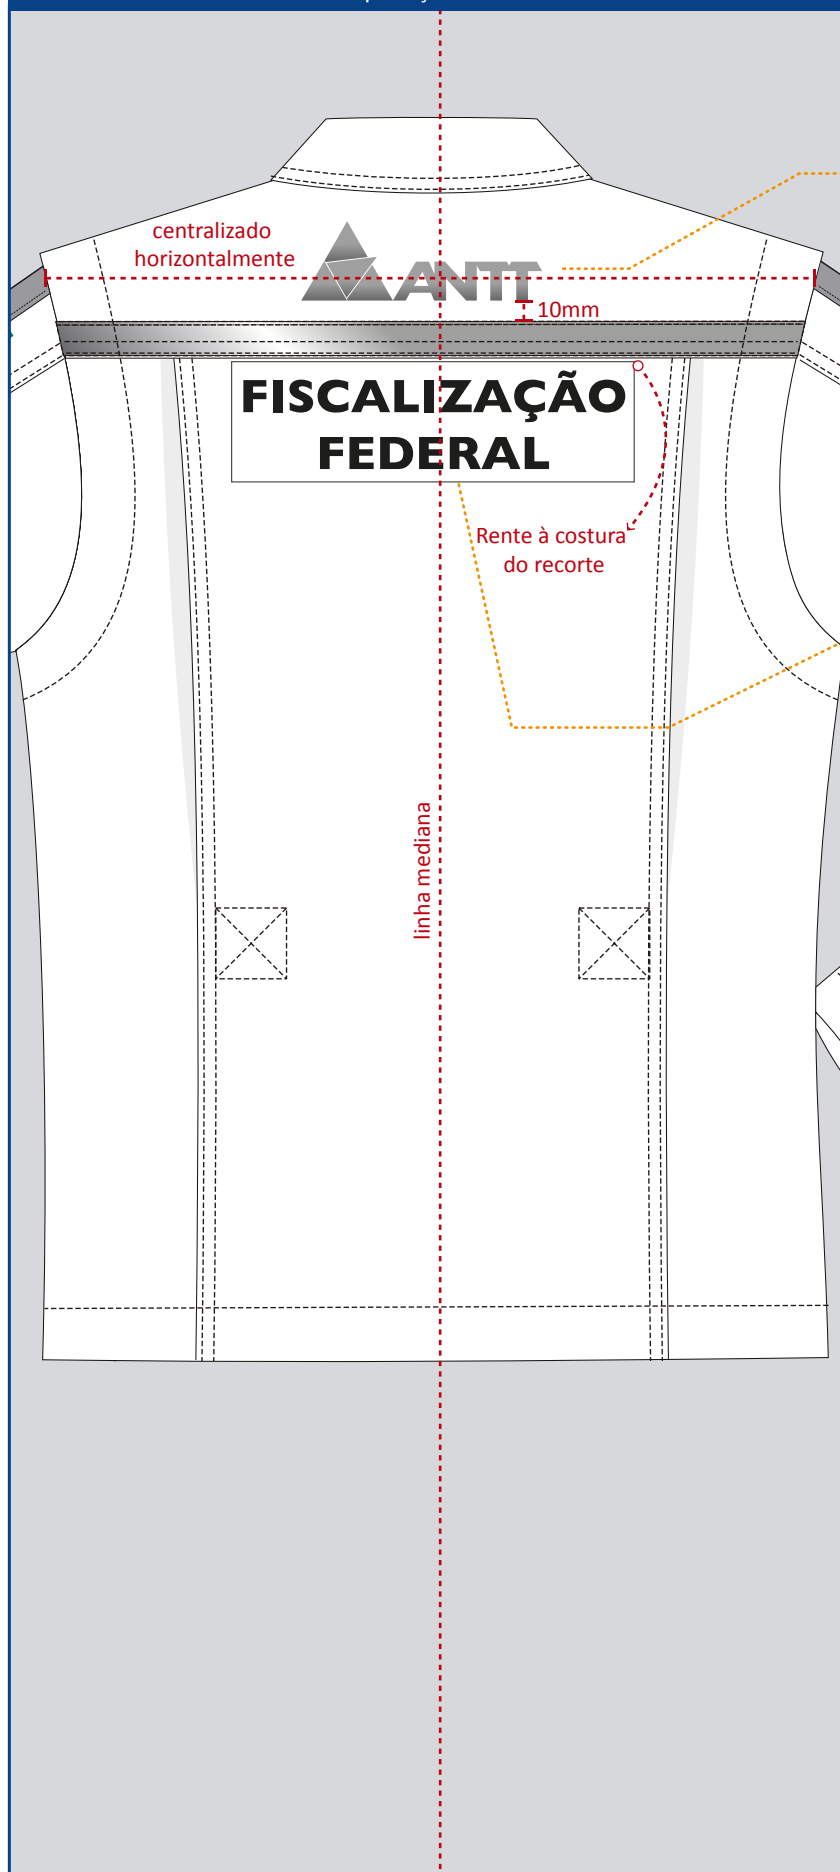 centralizado
horizontalmente
ANTT
10mm
FISCALIZAÇÃO
FEDERAL
Rente à costura
do recorte
linha mediana